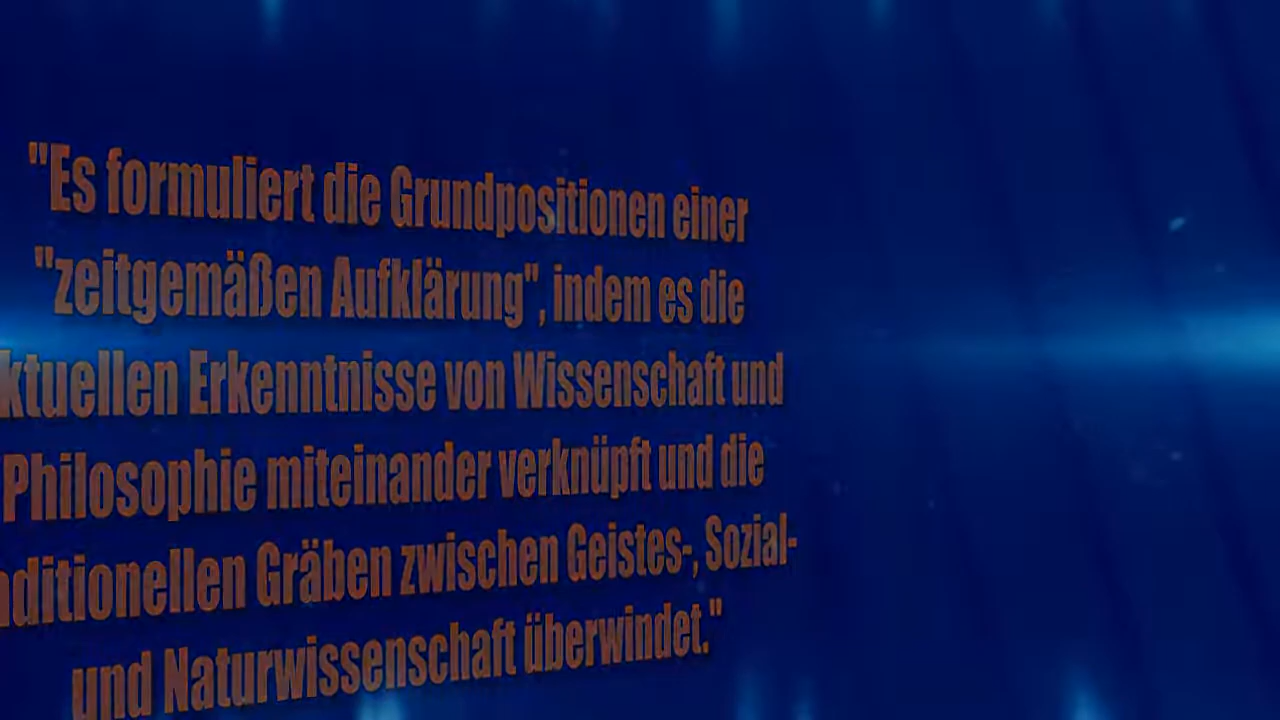 "Es formuliert die Grundpositionen einer
"zeitgemäßen Aufklärung", indem es die
ktuellen Erkenntnisse von Wissenschaft und
Philosophie miteinander verknüpft und die
aditionellen Gräben zwischen Geistes-, Sozial-
und Naturwissenschaft überwindet."